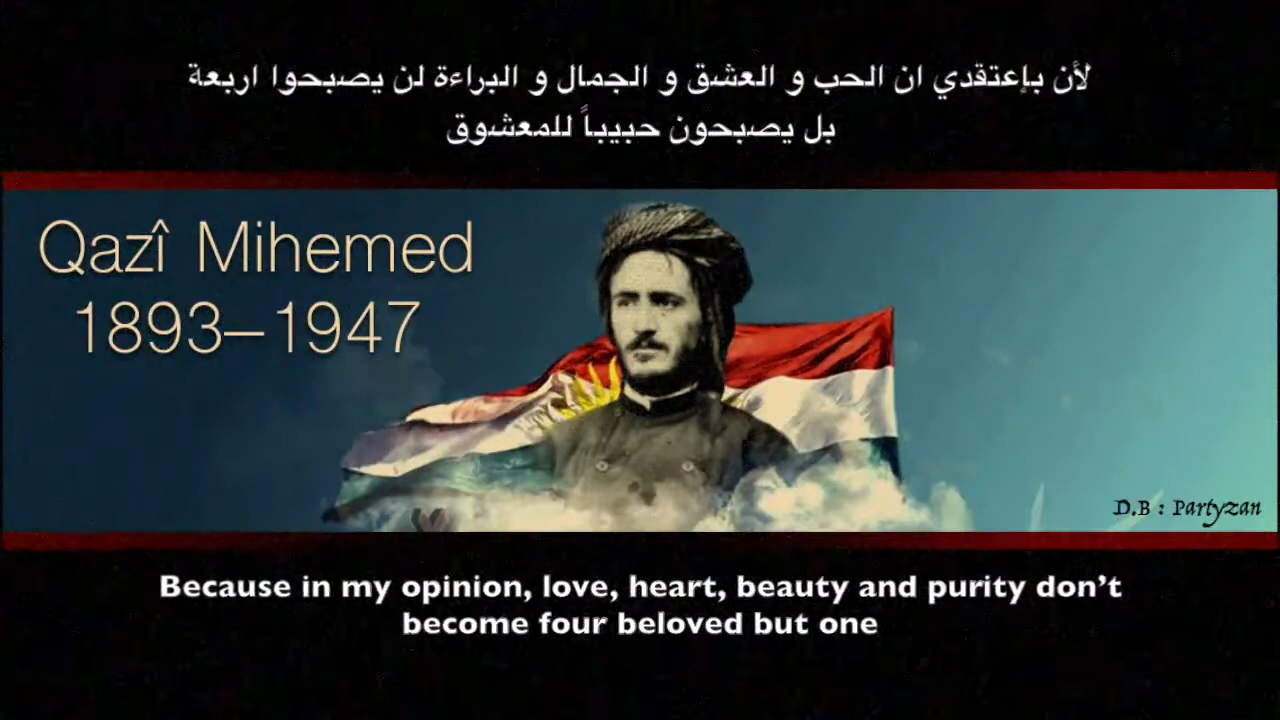 لأن بإعتقدي ان الحب و العشق و الجمال و البراءة لن يصبحوا اربعة
بل يصبحون حبيباً للمعشوق
Qazî Mihemed
1893–1947
D.B : Partyzan
Because in my opinion, love, heart, beauty and purity don't
become four beloved but one